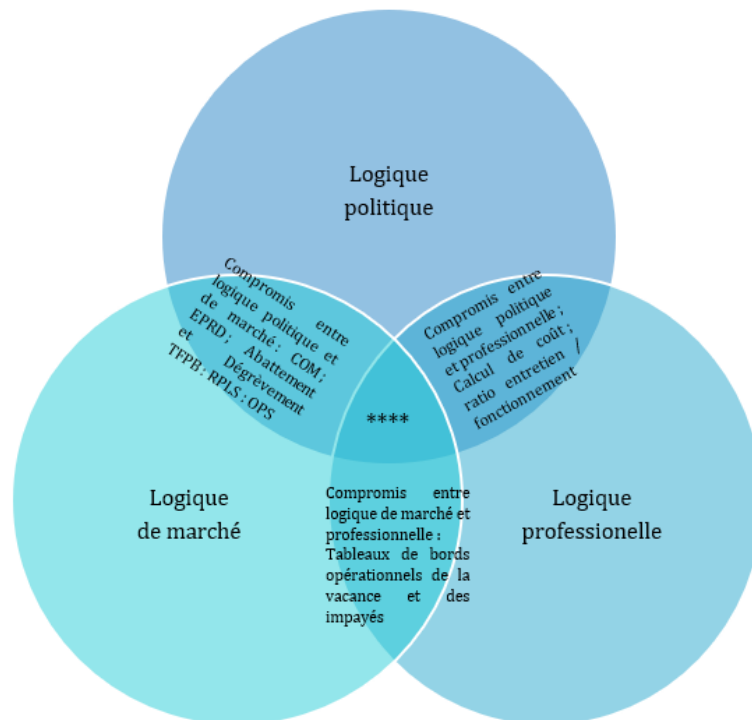 Logique
politique
Compromis entre
logique politique et
de marché : COM ;
EPRD ; Abattement
et Dégrèvement
TFPB ; RPLS ; OPS
Compromis entre
logique politique
et professionnelle ;
Calcul de coût ;
ratio entretien /
fonctionnement
****
Logique
de marché
Compromis entre
logique de marché et
professionnelle :
Tableaux de bords
opérationnels de la
vacance et des
impayés
Logique
professionelle